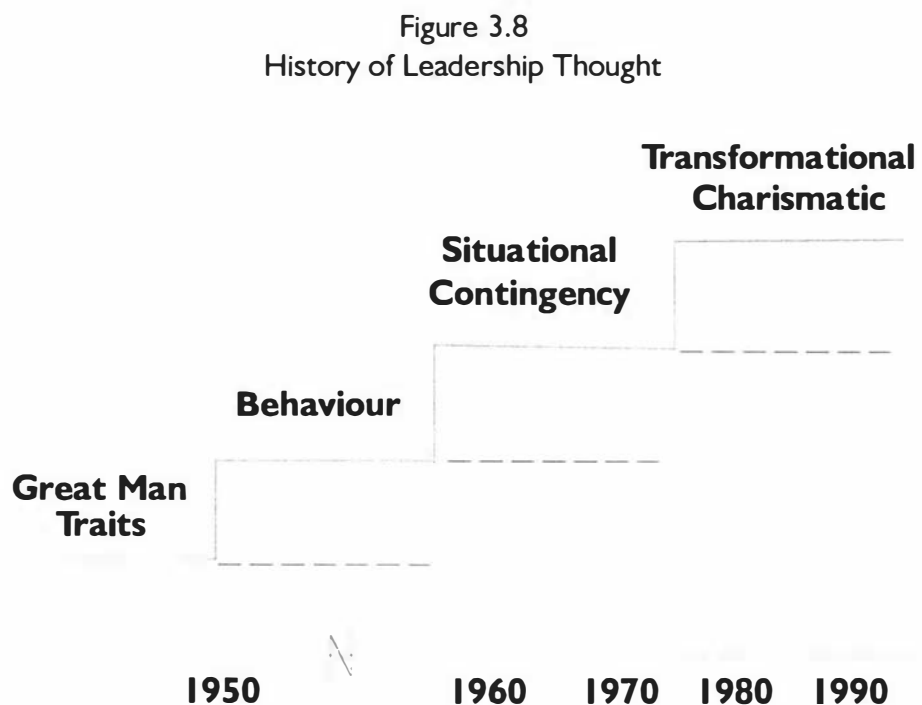 Figure 3.8
History of Leadership Thought
Transformational
Charismatic
Situational
Contingency
Behaviour
Great Man
Traits
1950 1960 1970 1980 1990